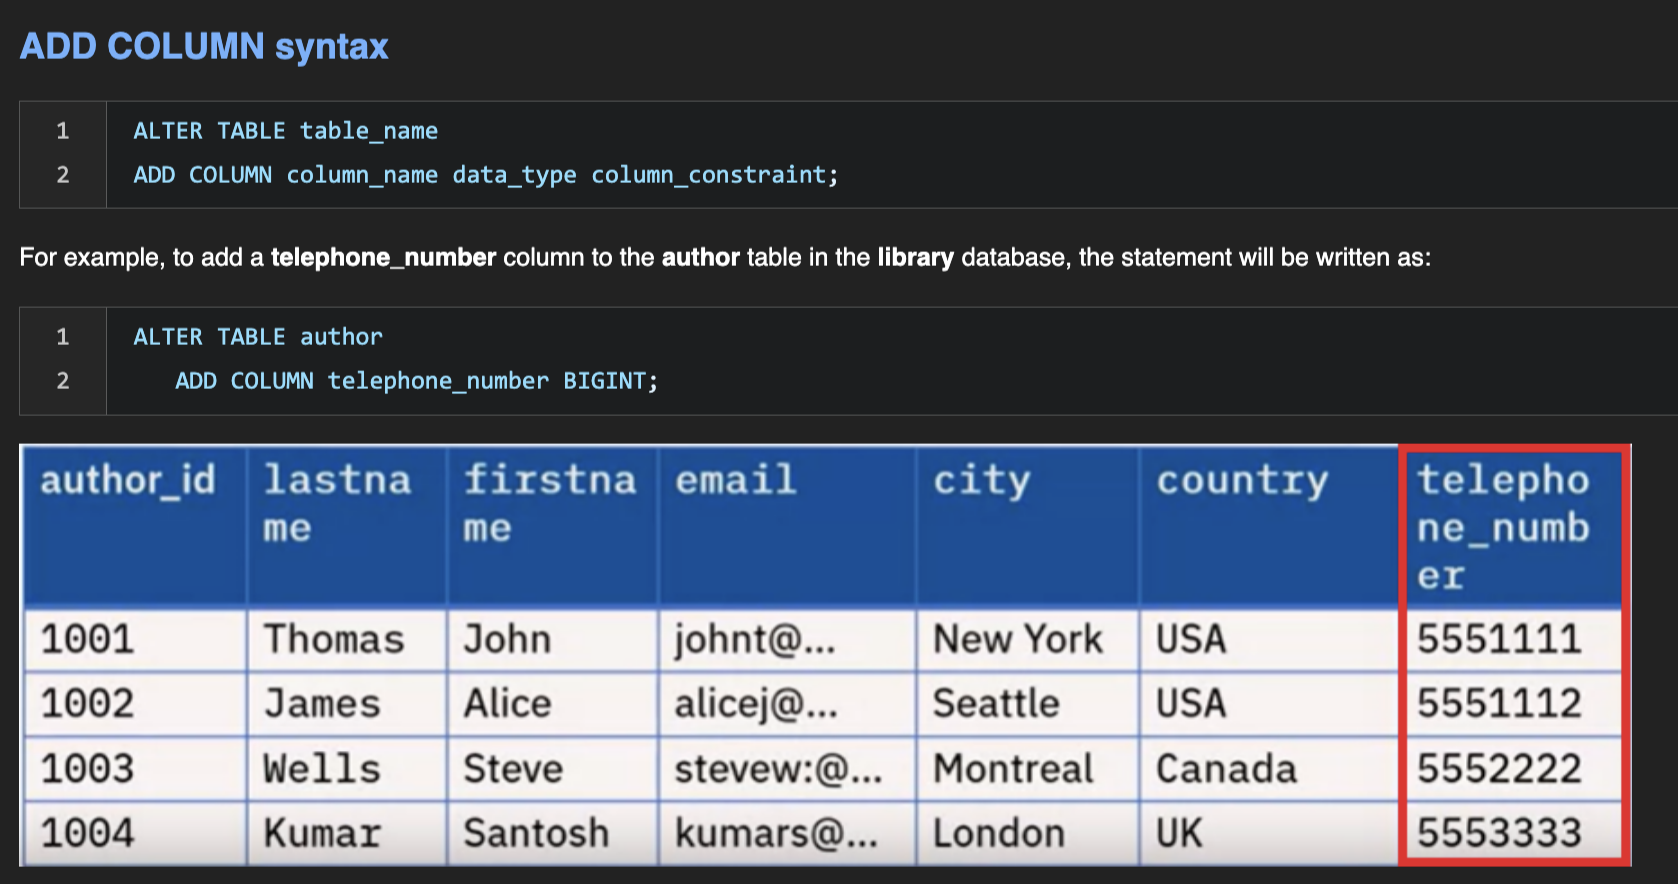 ADD COLUMN syntax
1 ALTER TABLE table_name
2 ADD COLUMN column_name data_type column_constraint;
For example, to add a telephone_number column to the author table in the library database, the statement will be written as:
1 ALTER TABLE author
2 ADD COLUMN telephone_number BIGINT;
author_id lastna firstna email city country telepho
me me ne_numb
er
1001 Thomas John johnt@... New York USA 5551111
1002 James Alice alicej@... Seattle USA 5551112
1003 Wells Steve stevew:@... Montreal Canada 5552222
1004 Kumar Santosh kumars@... London UK 5553333